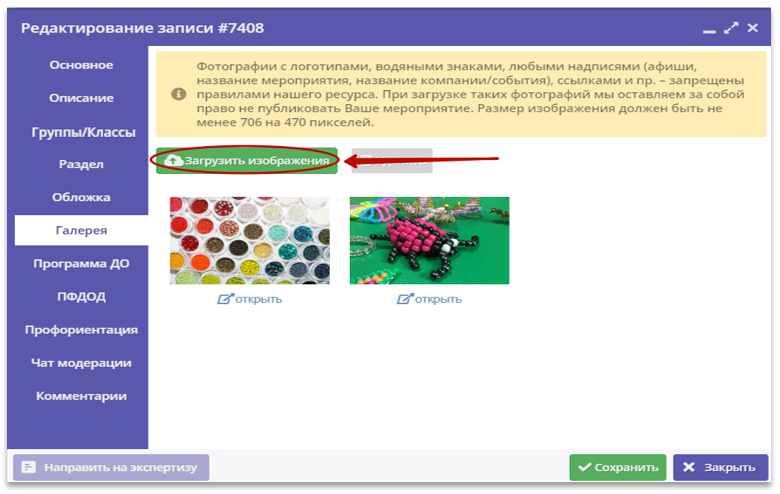 Редактирование записи #7408
Основное
Описание
Группы/Классы
Раздел
Обложка
Галерея
Программа ДО
ПФДОД
Профориентация
Чат модерации
Комментарии
Фотографии с логотипами, водяными знаками, любыми надписями (афиши,
название мероприятия, название компании/события), ссылками и пр. – запрещены
правилами нашего ресурса. При загрузке таких фотографий мы оставляем за собой
право не публиковать Ваше мероприятие. Размер изображения должен быть не
менее 706 на 470 пикселей.
Загрузить изображения
открыть
открыть
Направить на экспертизу
Сохранить
Закрыть